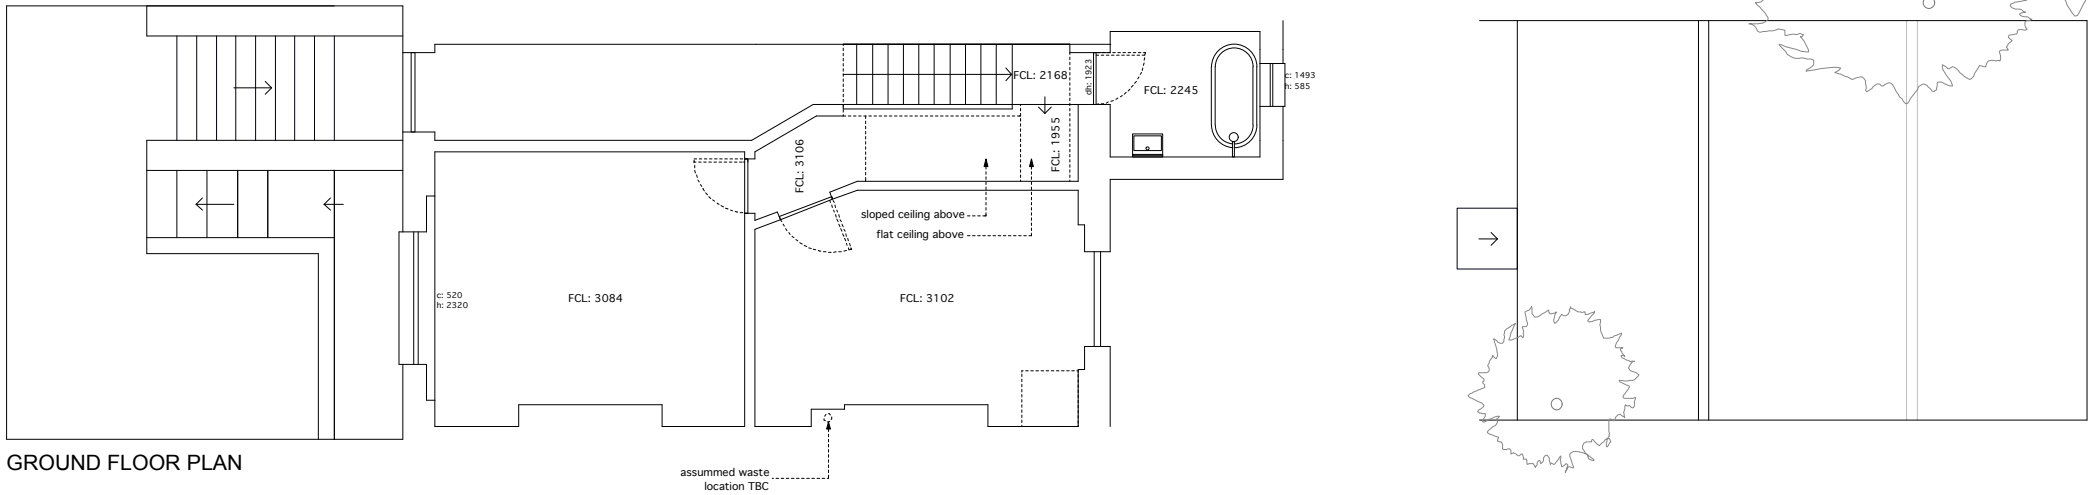 FCL: 2168
dh: 1923
FCL: 2245
c: 1493
h: 585
FCL: 3106
FCL: 1955
sloped ceiling above
flat ceiling above
c: 520
h: 2320
FCL: 3084
FCL: 3102
GROUND FLOOR PLAN
assummed waste
location TBC